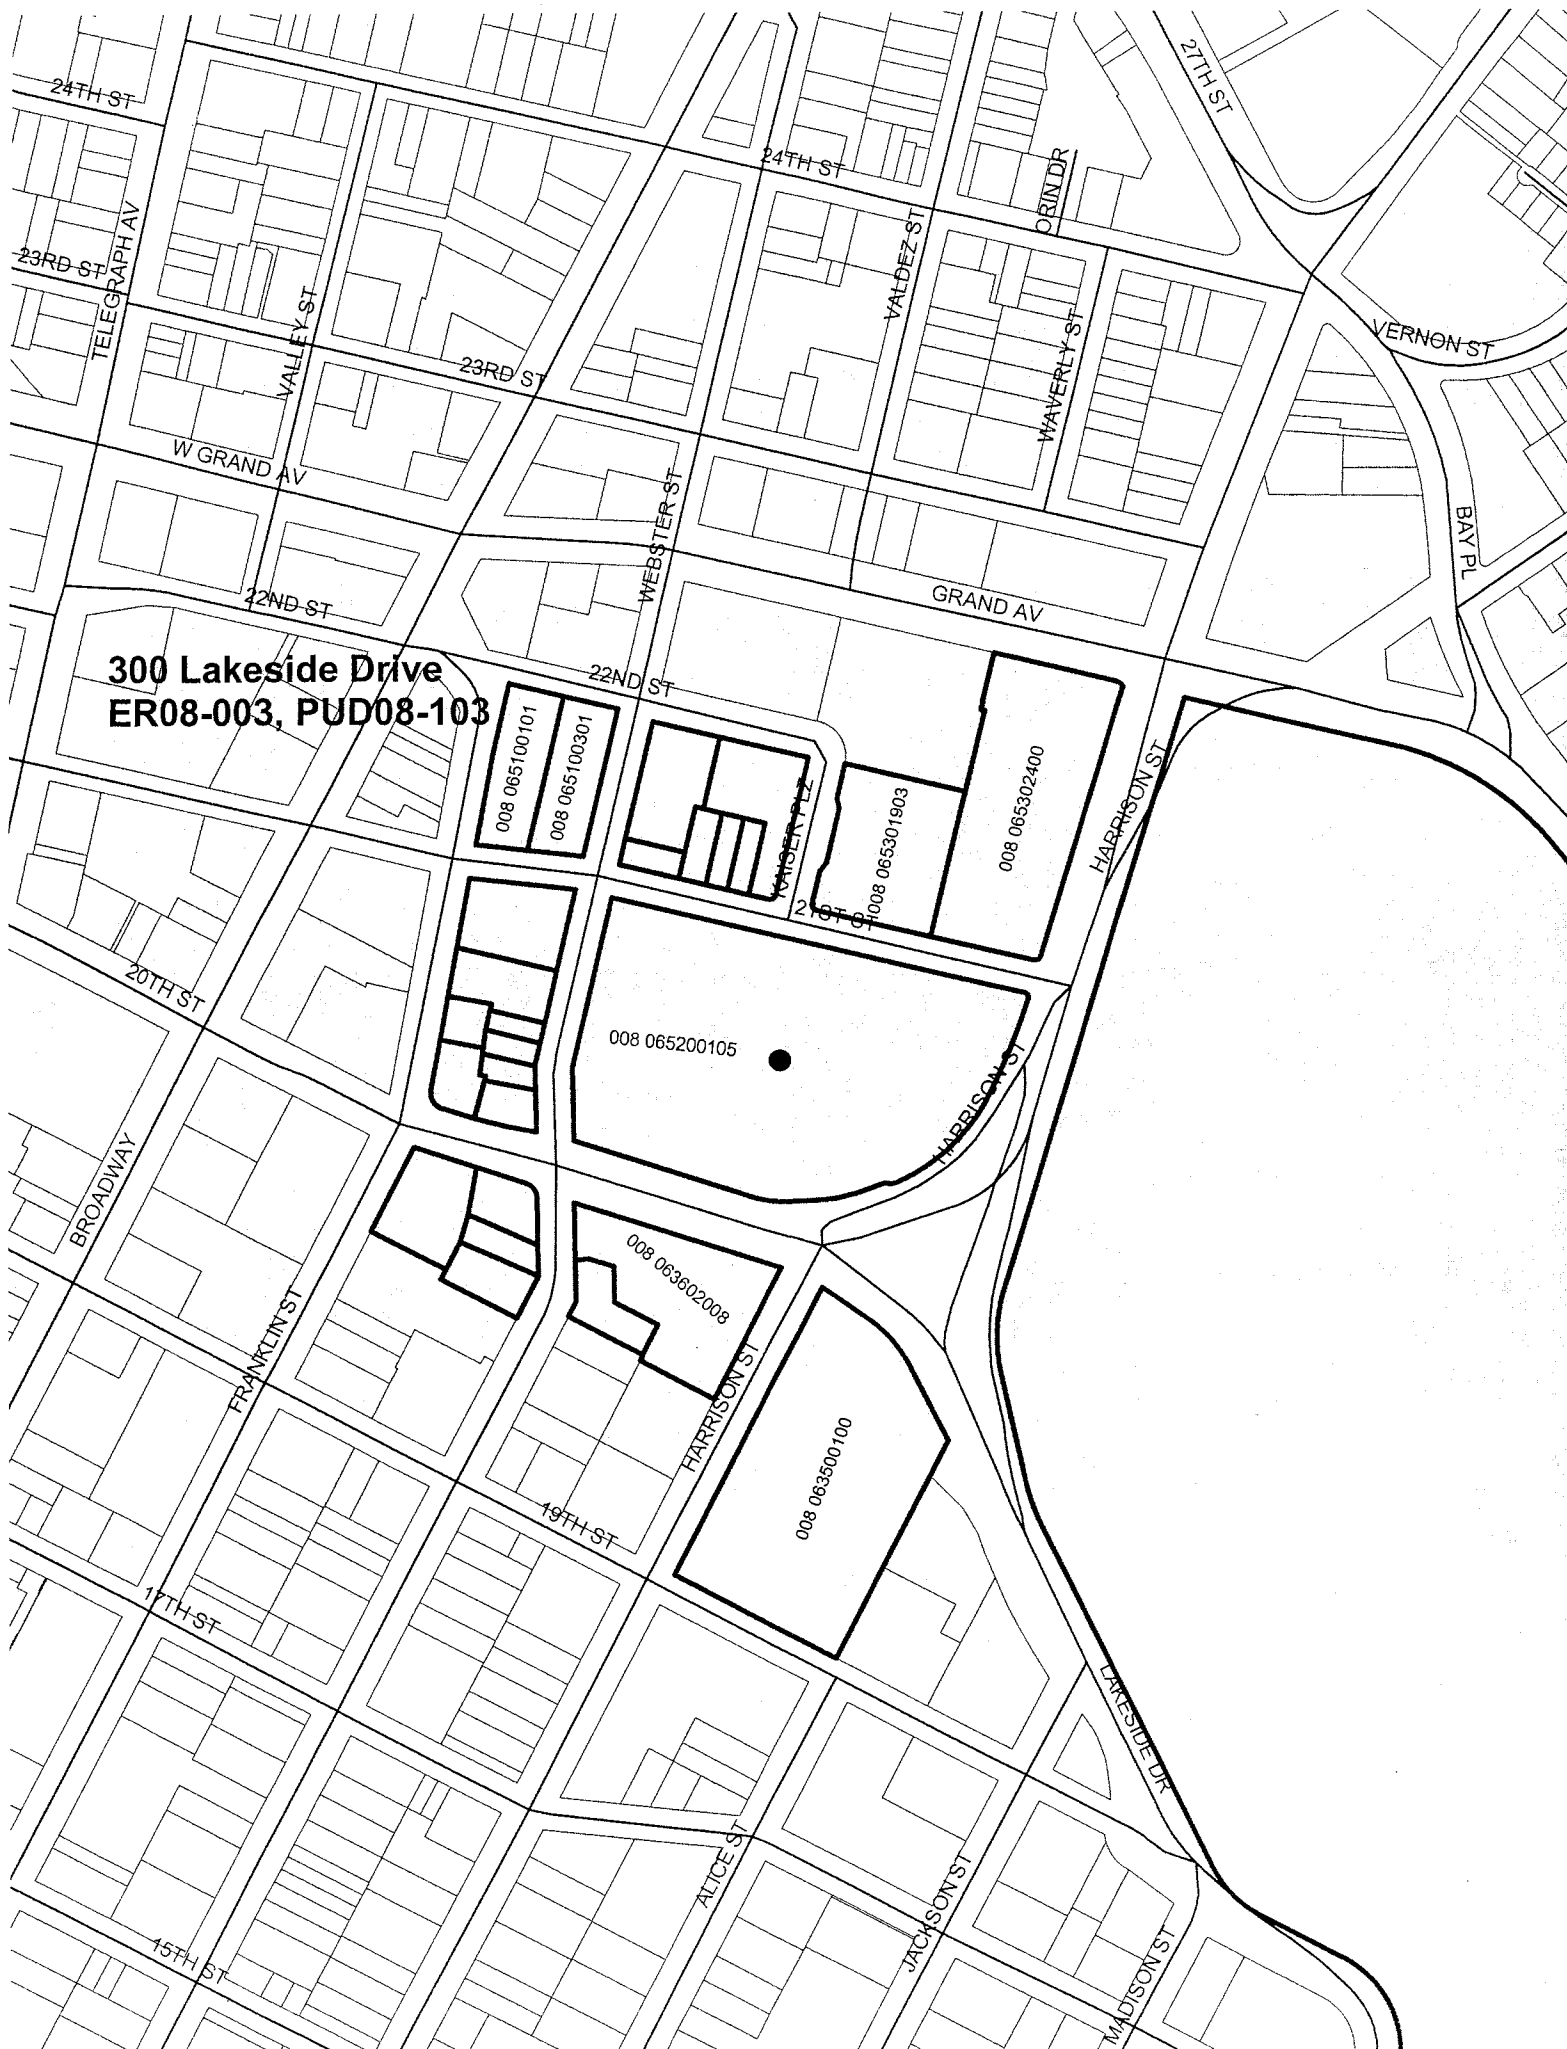 27TH ST
24TH ST
24TH ST
ORIN DR
TELEGRAPH AV
VALDEZ ST
23RD ST
VALLEY ST
WAVERLY ST
VERNON ST
23RD ST
W GRAND AV
WEBSTER ST
BAY PL
22ND ST
GRAND AV
300 Lakeside Drive
ER08-003, PUD08-103
22ND ST
008 065100101
008 065100301
KAISER PLZ
008 065301903
008 065302400
HARRISON ST
21ST ST
20TH ST
008 065200105
HARRISON ST
BROADWAY
008 063602008
FRANKLIN ST
HARRISON ST
008 063500100
19TH ST
17TH ST
LAKESIDE DR
ALICE ST
JACKSON ST
MADISON ST
15TH ST